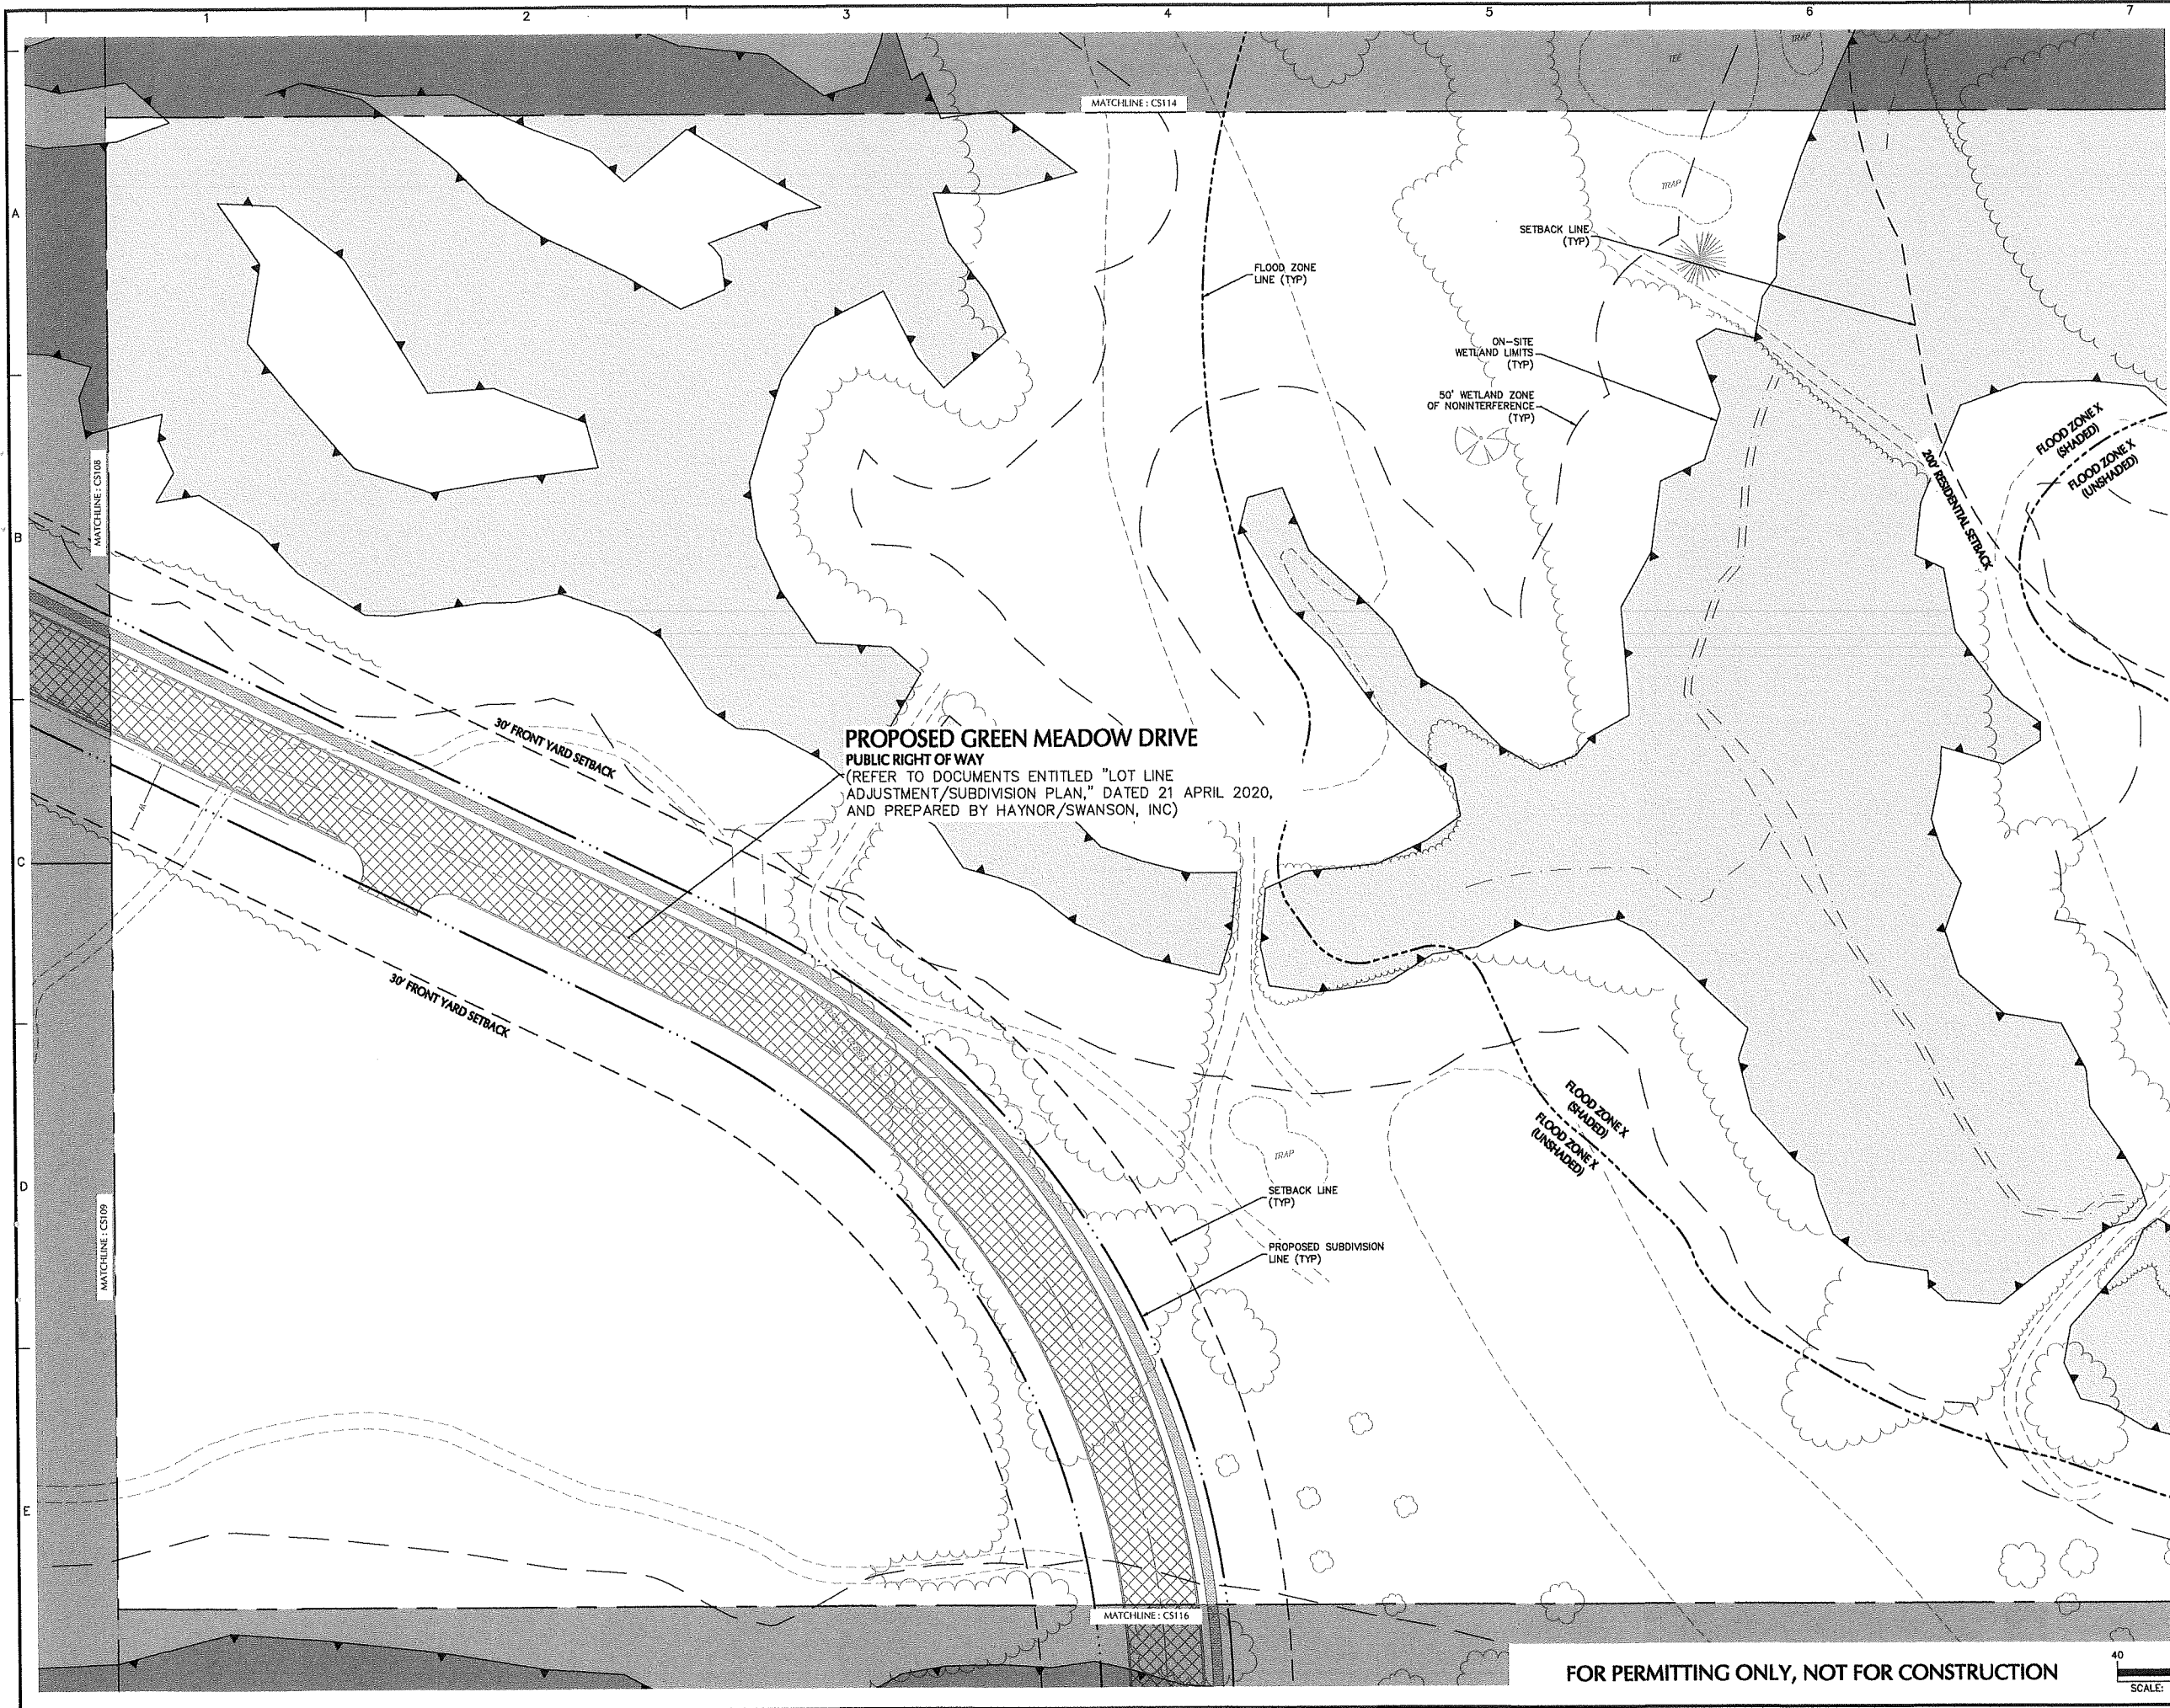 1 2 3 4 5 6 7
TEE
TRAP
MATCHLINE : CS114
TRAP
A
SETBACK LINE
(TYP)
FLOOD ZONE
LINE (TYP)
ON-SITE
WETLAND LIMITS
(TYP)
50' WETLAND ZONE
OF NONINTERFERENCE
(TYP)
FLOOD ZONE X
(SHADED)
FLOOD ZONE X
(UNSHADED)
200' RESIDENTIAL SETBACK
MATCHLINE : CS108
B
30' FRONT YARD SETBACK
PROPOSED GREEN MEADOW DRIVE
PUBLIC RIGHT OF WAY
(REFER TO DOCUMENTS ENTITLED "LOT LINE
ADJUSTMENT/SUBDIVISION PLAN," DATED 21 APRIL 2020,
AND PREPARED BY HAYNOR/SWANSON, INC)
C
30' FRONT YARD SETBACK
FLOOD ZONE X
(SHADED)
FLOOD ZONE X
(UNSHADED)
TRAP
D
SETBACK LINE
(TYP)
MATCHLINE : CS109
PROPOSED SUBDIVISION
LINE (TYP)
E
MATCHLINE : CS116
FOR PERMITTING ONLY, NOT FOR CONSTRUCTION
40
SCALE: